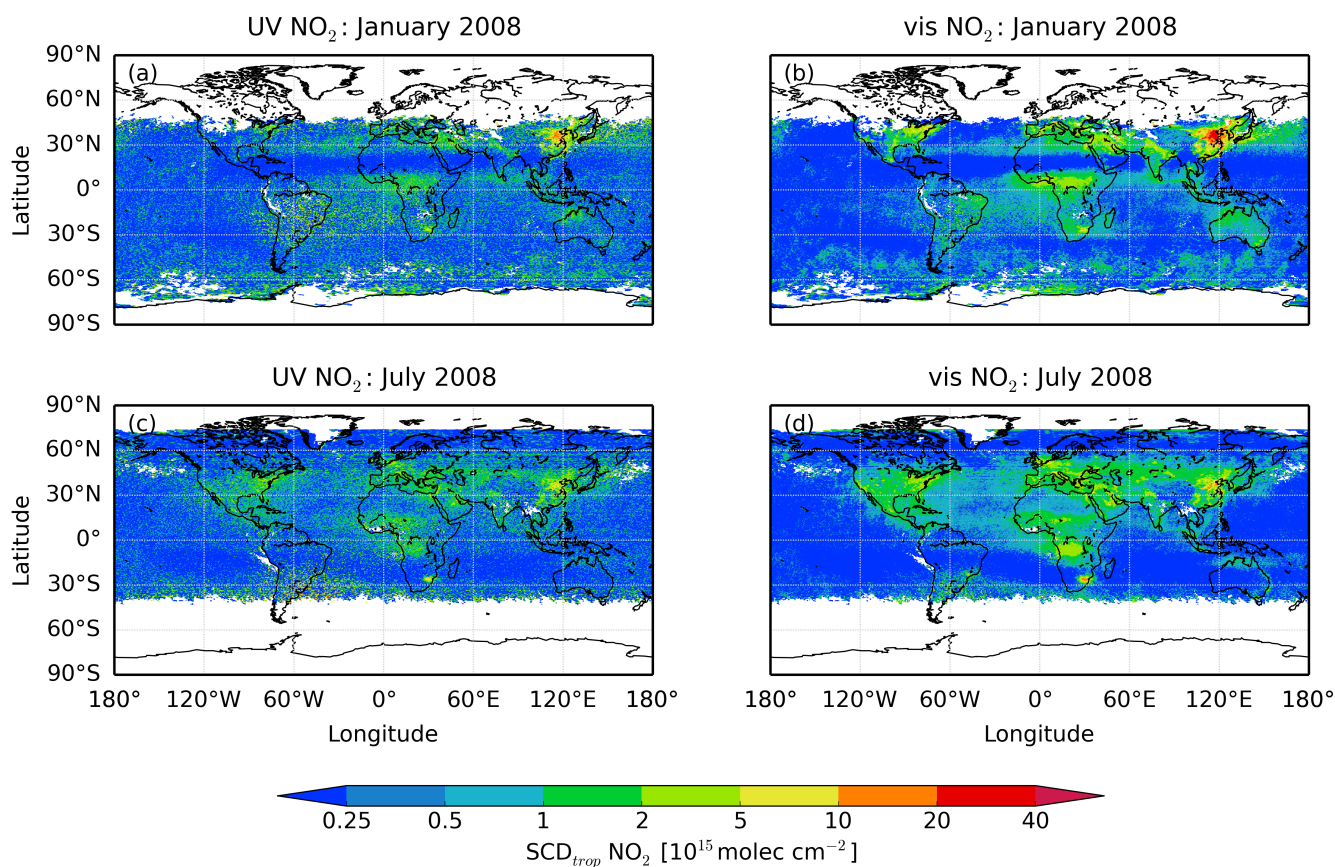 UV NO₂: January 2008
vis NO₂: January 2008
90°N
60°N
30°N
0°
30°S
60°S
90°S
Latitude
(a)
(b)
UV NO₂: July 2008
vis NO₂: July 2008
90°N
60°N
30°N
0°
30°S
60°S
90°S
Latitude
(c)
(d)
180° 120°W 60°W 0° 60°E 120°E 180°
180° 120°W 60°W 0° 60°E 120°E 180°
Longitude
Longitude
0.25 0.5 1 2 5 10 20 40
SCD_trop NO₂ [10¹⁵ molec cm⁻²]